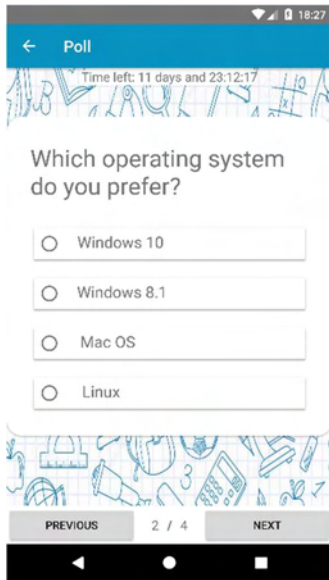 18:27
Poll
Time left: 11 days and 23:12:17
Which operating system
do you prefer?
Windows 10
Windows 8.1
Mac OS
Linux
PREVIOUS 2 / 4 NEXT